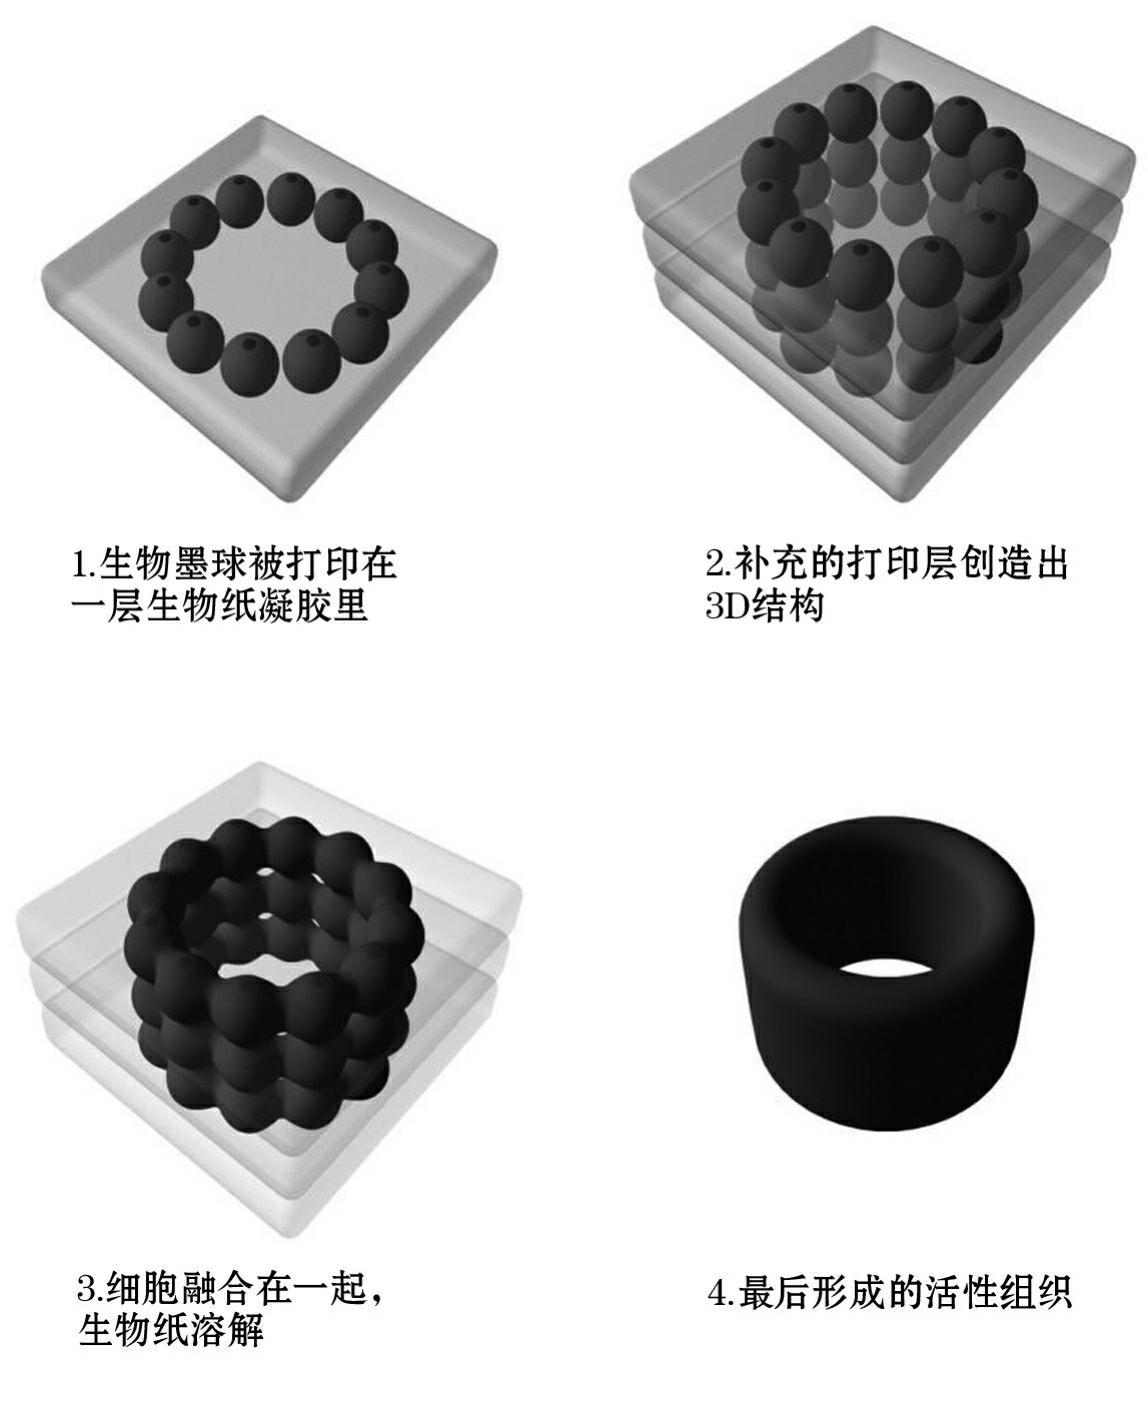 1.生物墨球被打印在
一层生物纸凝胶里
2.补充的打印层创造出
3D结构
3.细胞融合在一起，
生物纸溶解
4.最后形成的活性组织